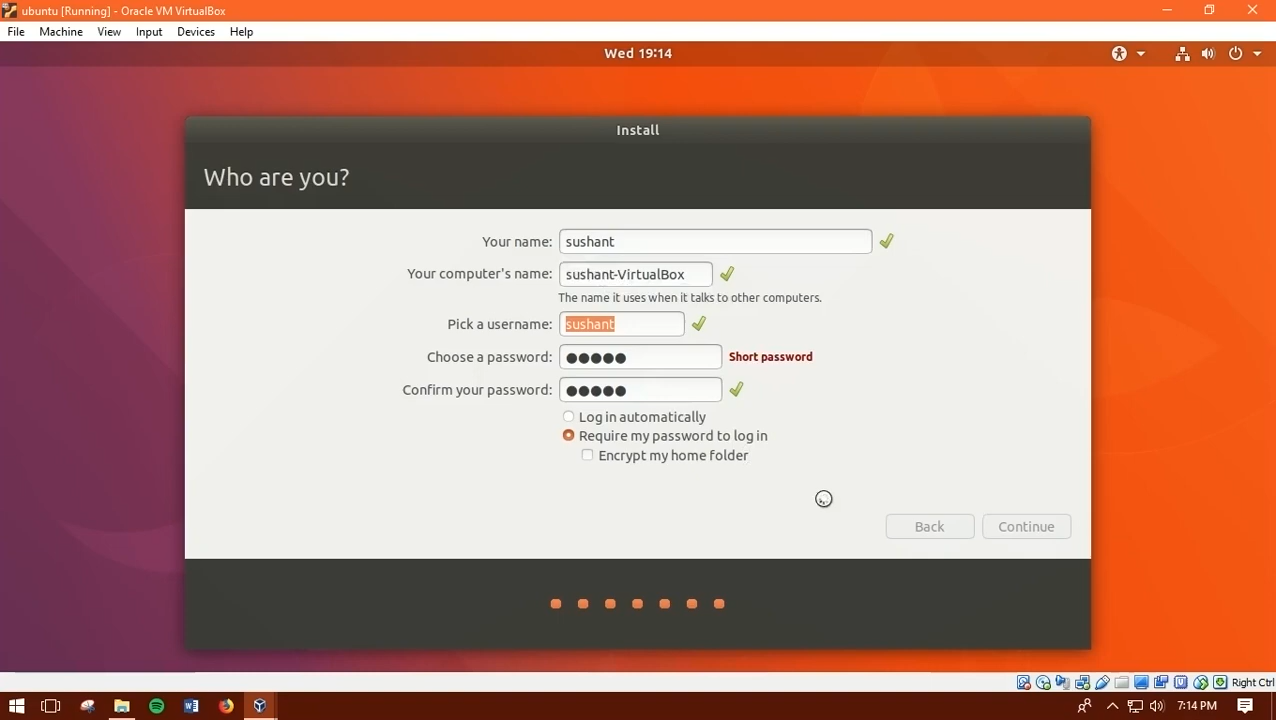 ubuntu [Running] - Oracle VM VirtualBox
File Machine View Input Devices Help
Wed 19:14
Install
Who are you?
Your name: sushant
Your computer's name: sushant-VirtualBox
The name it uses when it talks to other computers.
Pick a username: sushant
Choose a password: ●●●●● Short password
Confirm your password: ●●●●●
Log in automatically
Require my password to log in
Encrypt my home folder
Back Continue
Right Ctrl
7:14 PM